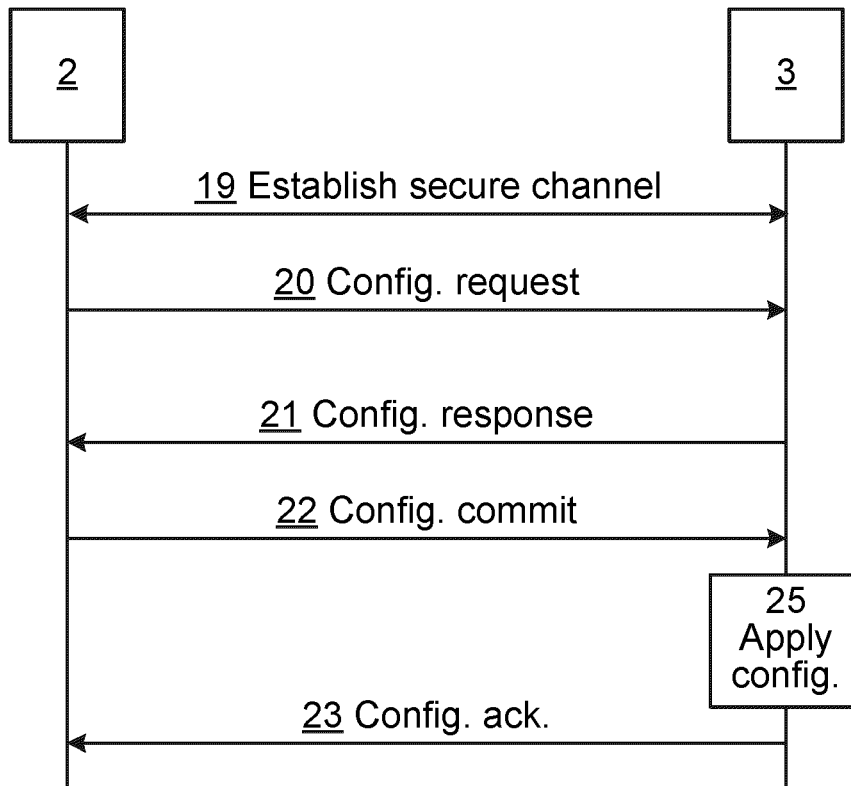 2
3
19 Establish secure channel
20 Config. request
21 Config. response
22 Config. commit
25
Apply
config.
23 Config. ack.